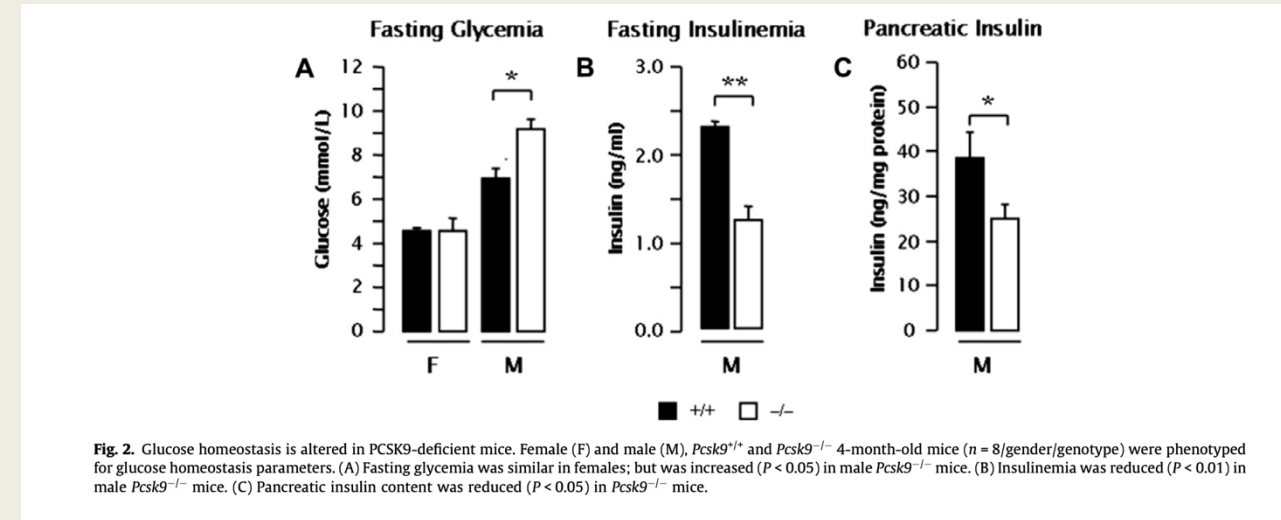 Fasting Glycemia
A
12
10
8
6
4
2
0
Glucose (mmol/L)
*
F
M
Fasting Insulinemia
B
3.0
2.0
1.0
0.0
Insulin (ng/ml)
**
M
Pancreatic Insulin
C
60
50
40
30
20
10
0
Insulin (ng/mg protein)
*
M
+/+
-/-
Fig. 2. Glucose homeostasis is altered in PCSK9-deficient mice. Female (F) and male (M), Pcsk9+/+ and Pcsk9−/− 4-month-old mice (n = 8/gender/genotype) were phenotyped
for glucose homeostasis parameters. (A) Fasting glycemia was similar in females; but was increased (P < 0.05) in male Pcsk9−/− mice. (B) Insulinemia was reduced (P < 0.01) in
male Pcsk9−/− mice. (C) Pancreatic insulin content was reduced (P < 0.05) in Pcsk9−/− mice.